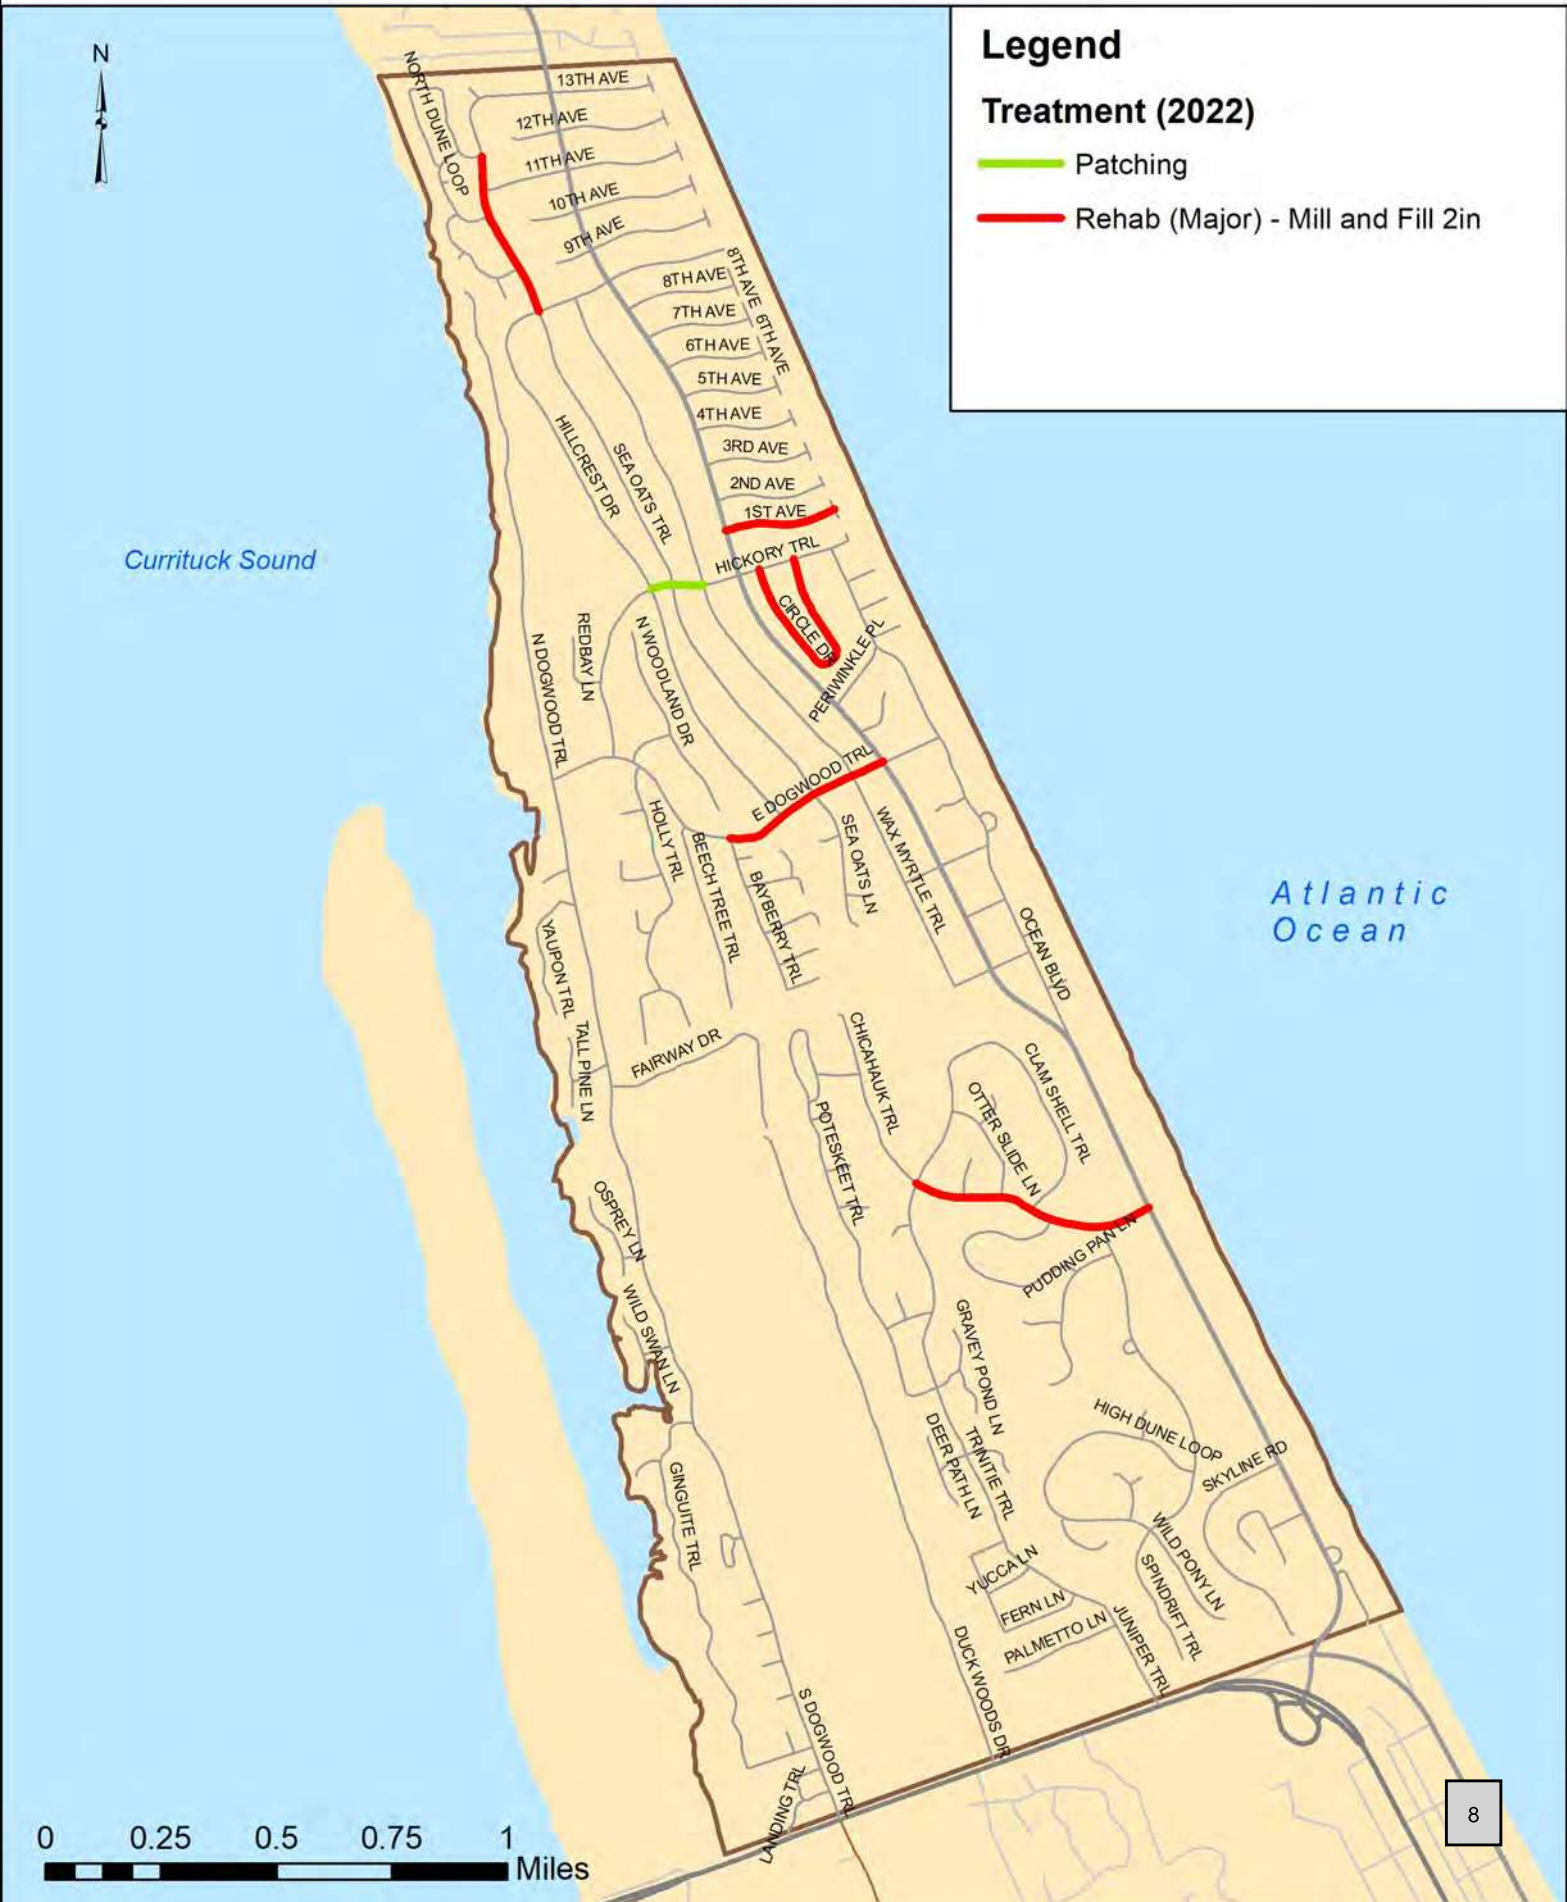 Legend
Treatment (2022)
Patching
Rehab (Major) - Mill and Fill 2in
N
NORTH DUNE LOOP
13TH AVE
12TH AVE
11TH AVE
10TH AVE
9TH AVE
8TH AVE
8TH AVE
7TH AVE
6TH AVE
6TH AVE
5TH AVE
4TH AVE
3RD AVE
2ND AVE
1ST AVE
HILLCREST DR
SEA OATS TRL
HICKORY TRL
Currituck Sound
CIRCLE DR
REDBAY LN
N WOODLAND DR
N DOGWOOD TRL
PERIWINKLE PL
E DOGWOOD TRL
HOLLY TRL
BEECH TREE TRL
BAYBERRY TRL
SEA OATS LN
WAX MYRTLE TRL
Atlantic
Ocean
OCEAN BLVD
YAUPON TRL
TALL PINE LN
FAIRWAY DR
CHICAHAUK TRL
CLAM SHELL TRL
OTTER SLIDE LN
POTESKEET TRL
OSPREY LN
PUDDING PAN LN
WILD SWAN LN
GRAVEY POND LN
HIGH DUNE LOOP
DEER PATH LN
TRINITIE TRL
SKYLINE RD
GINGUITE TRL
WILD PONY LN
SPINDRIFT TRL
YUCCA LN
FERN LN
PALMETTO LN
JUNIPER TRL
DUCK WOODS DR
S DOGWOOD TRL
LANDING TRL
8
0 0.25 0.5 0.75 1
Miles